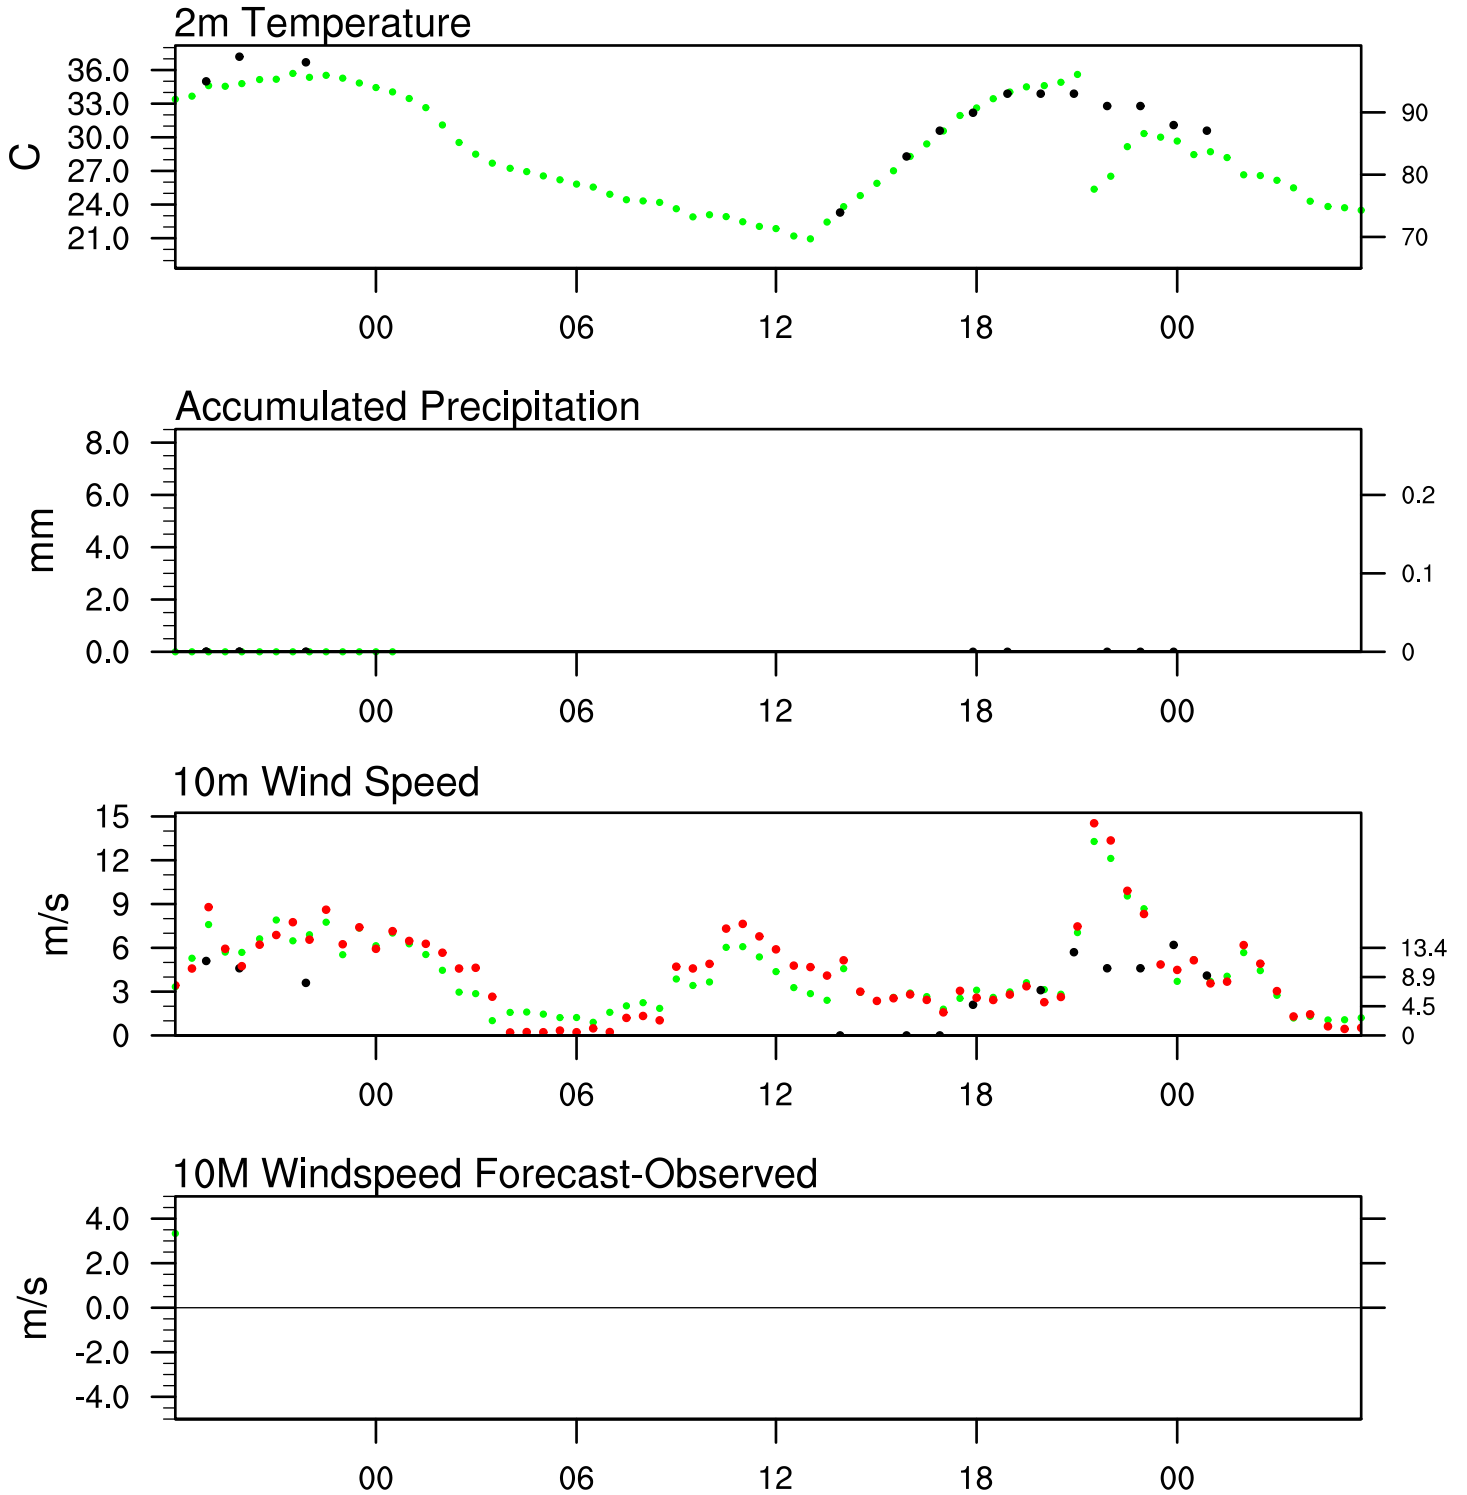 2m Temperature
36.0
33.0
30.0
27.0
24.0
21.0
C
90
80
70
00 06 12 18 00
Accumulated Precipitation
8.0
6.0
4.0
2.0
0.0
mm
0.2
0.1
0
00 06 12 18 00
10m Wind Speed
15
12
9
6
3
0
m/s
13.4
8.9
4.5
0
00 06 12 18 00
10M Windspeed Forecast-Observed
4.0
2.0
0.0
-2.0
-4.0
m/s
00 06 12 18 00